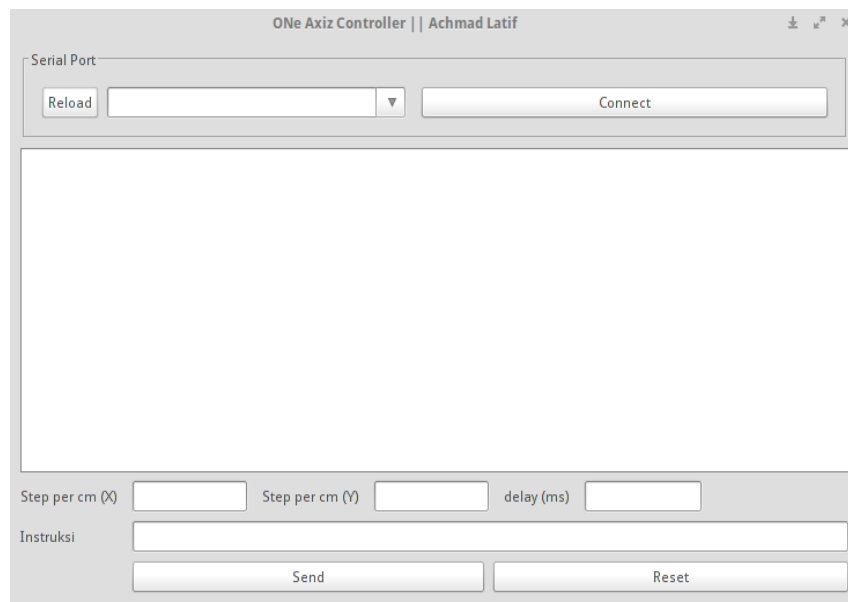 ONe Axiz Controller || Achmad Latif
Serial Port
Reload Connect
Step per cm (X) Step per cm (Y) delay (ms)
Instruksi
Send Reset